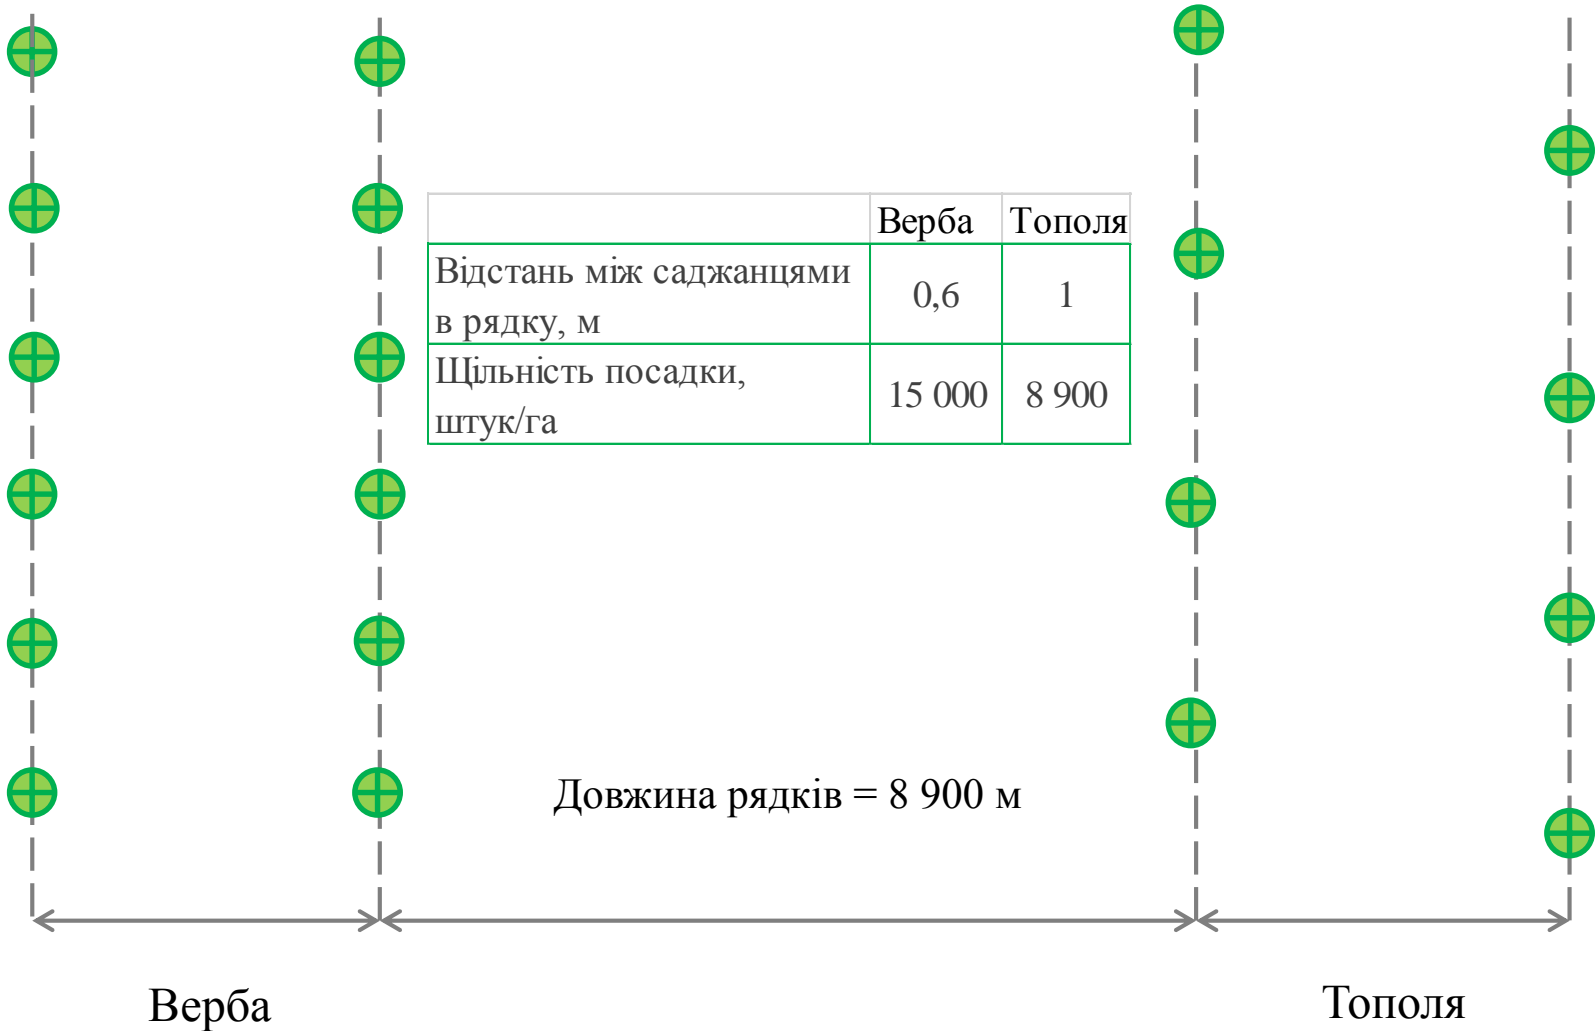 Верба Тополя
Відстань між саджанцями
в рядку, м
0,6 1
Щільність посадки,
штук/га
15 000 8 900
Довжина рядків = 8 900 м
Верба
Тополя